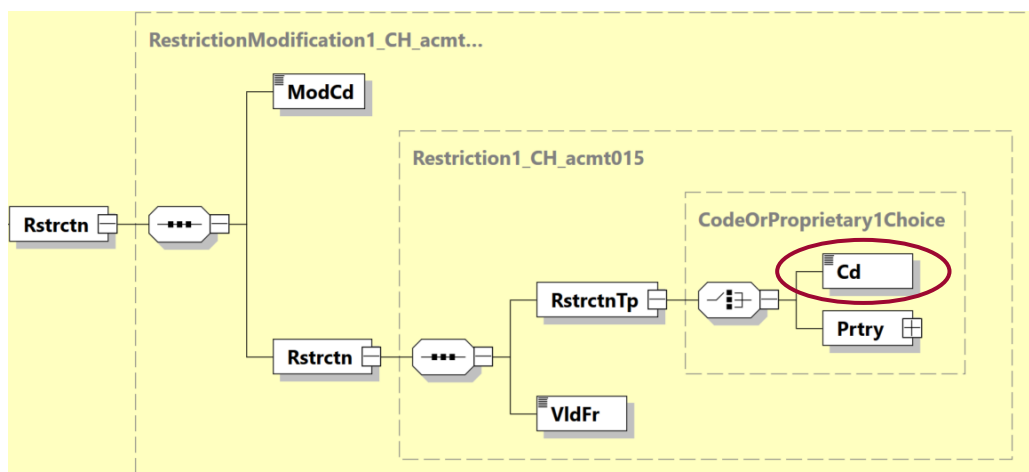 RestrictionModification1_CH_acmt...
ModCd
Restriction1_CH_acmt015
CodeOrProprietary1Choice
Rstrctn
Cd
RstrctnTp
Prtry
Rstrctn
VldFr